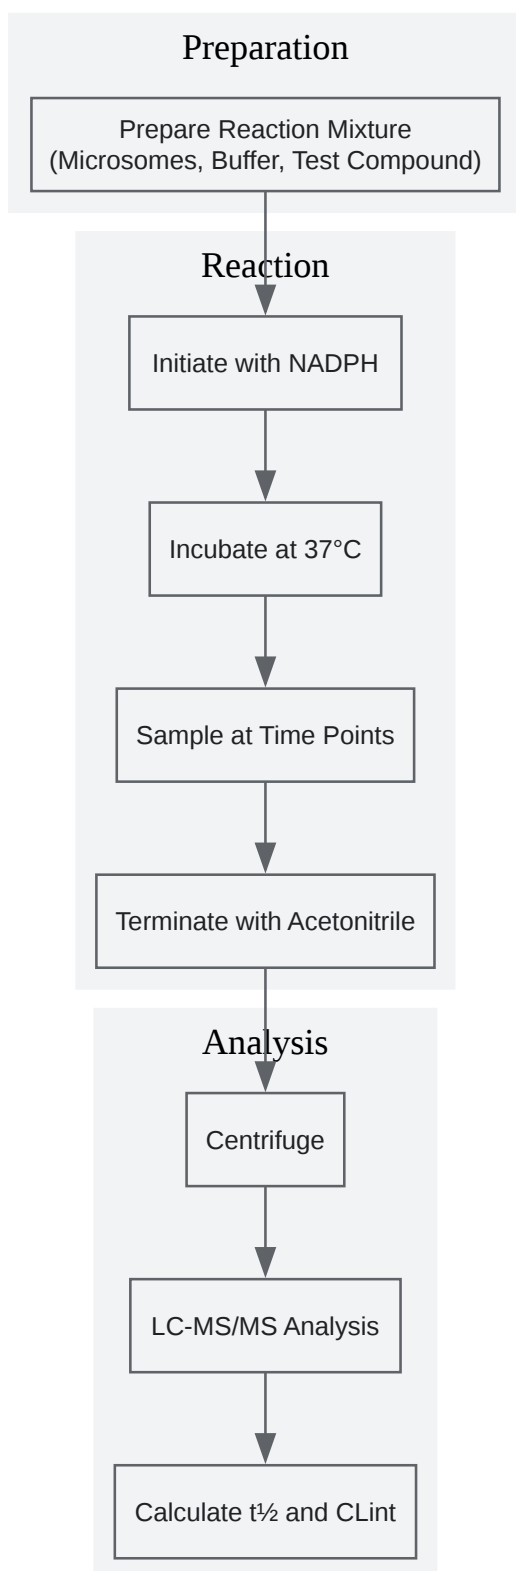 Preparation
Prepare Reaction Mixture
(Microsomes, Buffer, Test Compound)
Reaction
Initiate with NADPH
Incubate at 37°C
Sample at Time Points
Terminate with Acetonitrile
Analysis
Centrifuge
LC-MS/MS Analysis
Calculate t½ and CLint